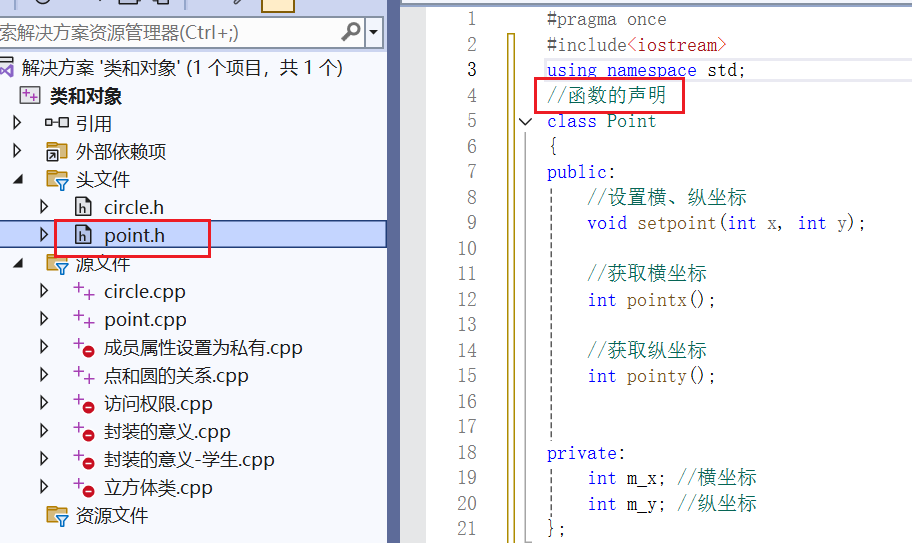 索解决方案资源管理器(Ctrl+;)
解决方案 '类和对象' (1 个项目，共 1 个)
类和对象
引用
外部依赖项
头文件
circle.h
point.h
源文件
circle.cpp
point.cpp
成员属性设置为私有.cpp
点和圆的关系.cpp
访问权限.cpp
封装的意义.cpp
封装的意义-学生.cpp
立方体类.cpp
资源文件
1 #pragma once
2 #include<iostream>
3 using namespace std;
4 //函数的声明
5 class Point
6 {
7 public:
8 //设置横、纵坐标
9 void setpoint(int x, int y);
10
11 //获取横坐标
12 int pointx();
13
14 //获取纵坐标
15 int pointy();
16
17
18 private:
19 int m_x; //横坐标
20 int m_y; //纵坐标
21 };